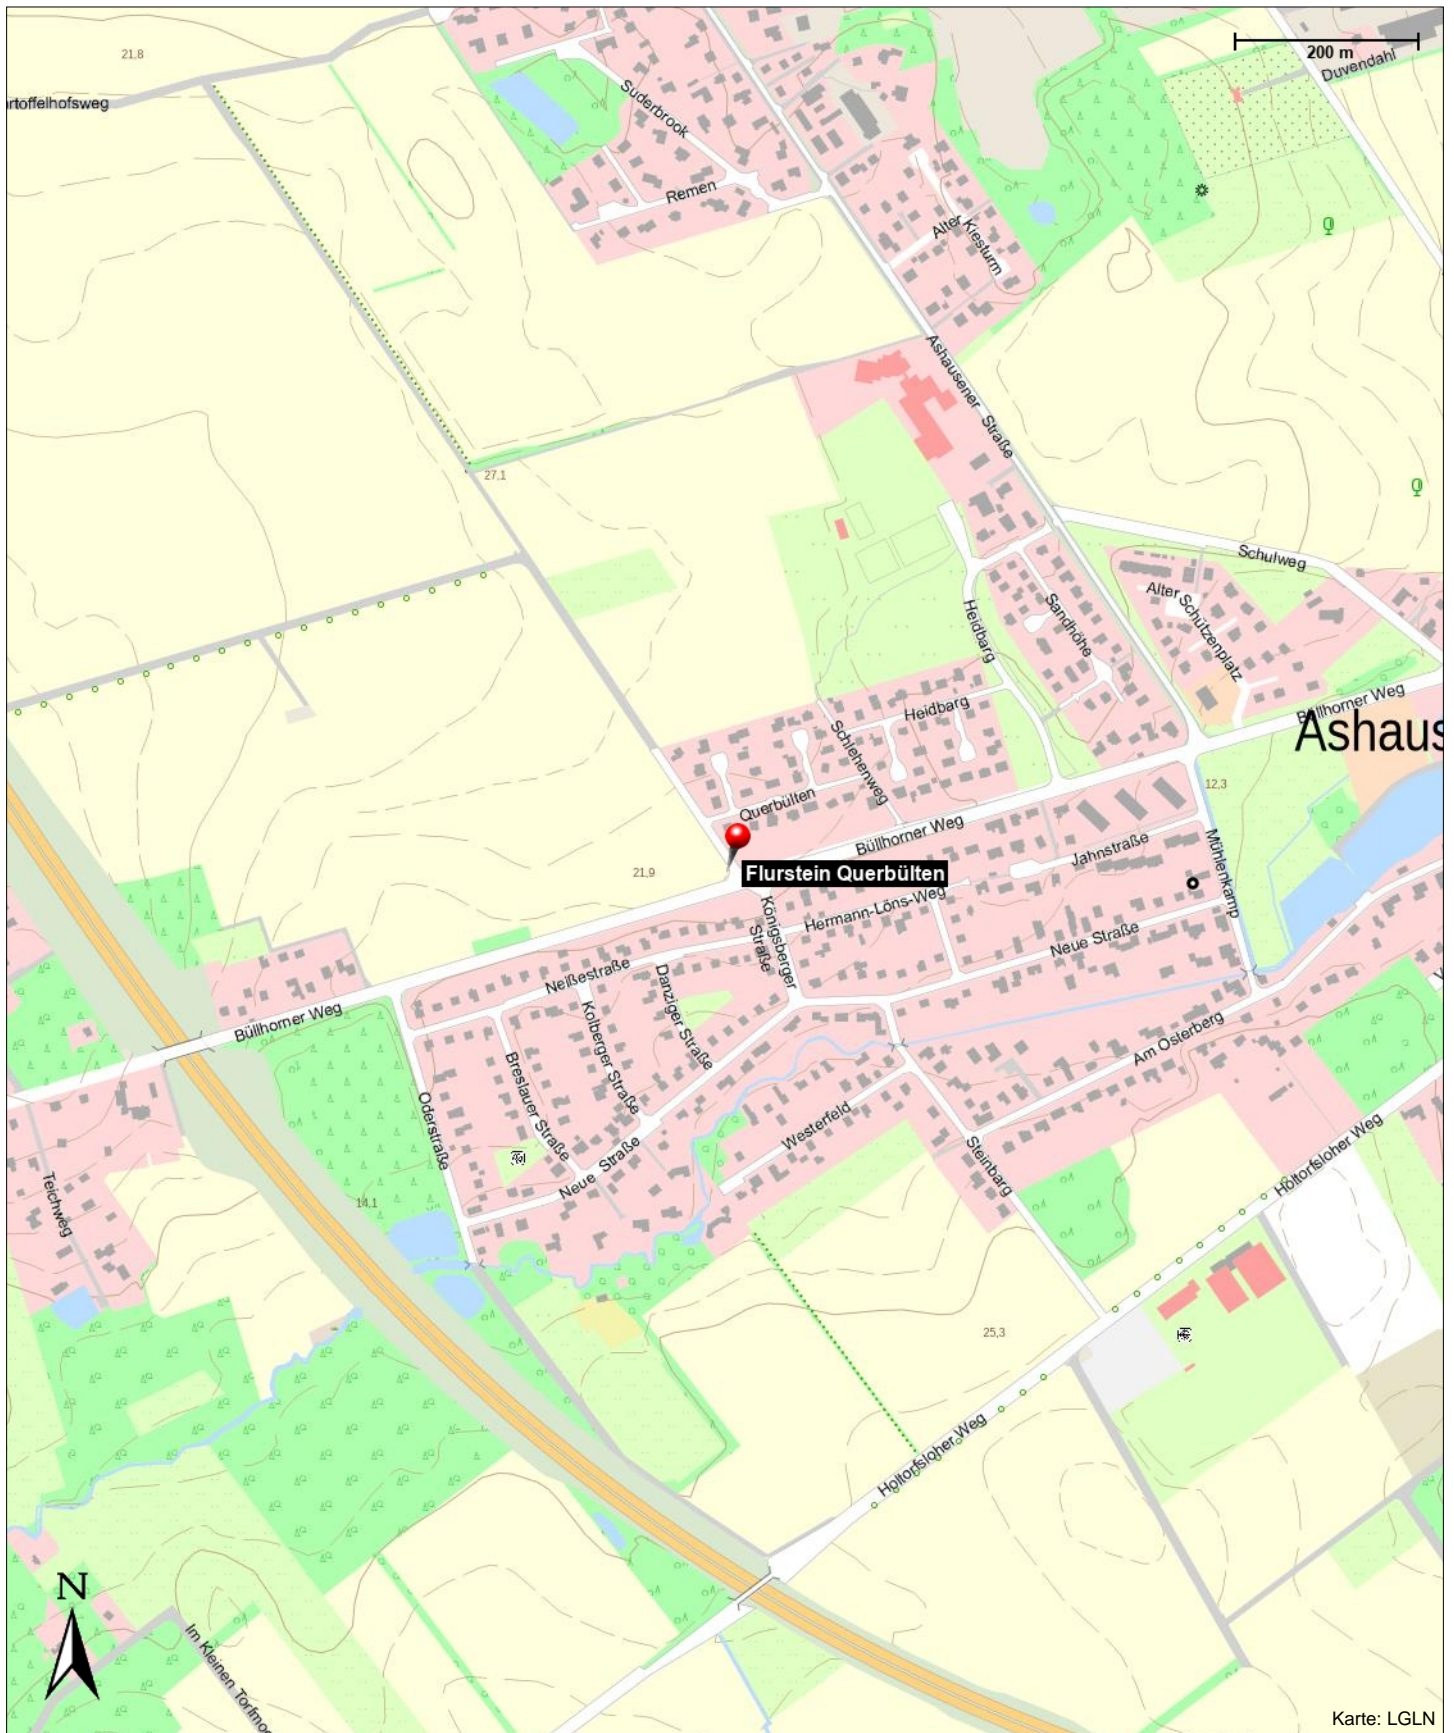 21,8
200 m
Duvendahl
artoffelhofsweg
Suderbrook
Remen
Alter Kiesturm
Ashausener Straße
27,1
Schulweg
Alter Schützenplatz
Heidbarg
Sandhöhe
Büllhorner Weg
Heidbarg
Schlehenweg
Ashaus
12,3
Querbülten
Büllhorner Weg
Jahnstraße
Mühlenkamp
21,9
Flurstein Querbülten
Hermann-Löns-Weg
Königsberger Straße
Neue Straße
Neißestraße
Danziger Straße
Kolberger Straße
Büllhorner Weg
Breslauer Straße
Oderstraße
Am Osterberg
Westerfeld
Steinbarg
Neue Straße
Holtorfsloher Weg
Teichweg
14,1
25,3
Holtorfsloher Weg
N
Im Kleinen Torfmoo
Karte: LGLN